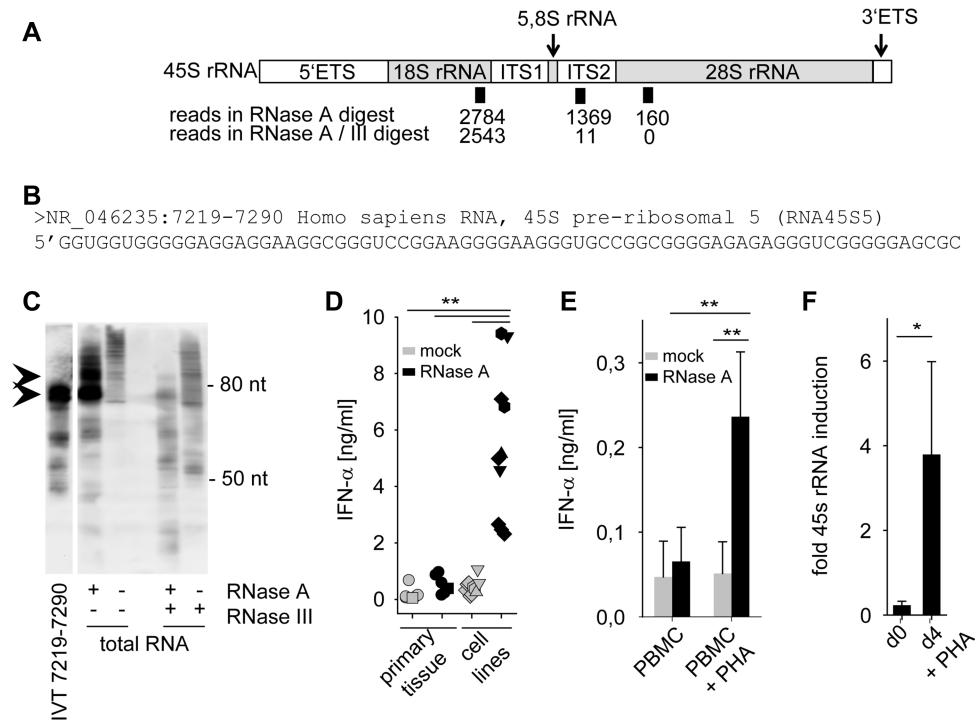 A
5,8S rRNA
3‘ETS
45S rRNA
5‘ETS
18S rRNA
ITS1
ITS2
28S rRNA
reads in RNase A digest
2784
1369
160
reads in RNase A / III digest
2543
11
0
B
>NR_046235:7219-7290 Homo sapiens RNA, 45S pre-ribosomal 5 (RNA45S5)
5’GGUGGUGGGGGAGGAGGAAGGCGGGUCCGGAAGGGGAAGGGUGCCGGCGGGGAGAGAGGGUCGGGGGAGCGC
C
- 80 nt
- 50 nt
+ - + - RNase A
- - + + RNase III
total RNA
IVT 7219-7290
D
**
mock
RNase A
IFN-α [ng/ml]
10
8
6
4
2
0
primary
tissue
cell
lines
E
**
**
mock
RNase A
IFN-α [ng/ml]
0,3
0,2
0,1
0,0
PBMC
PBMC
+ PHA
F
*
fold 45s rRNA induction
6
4
2
0
d0
d4
+ PHA